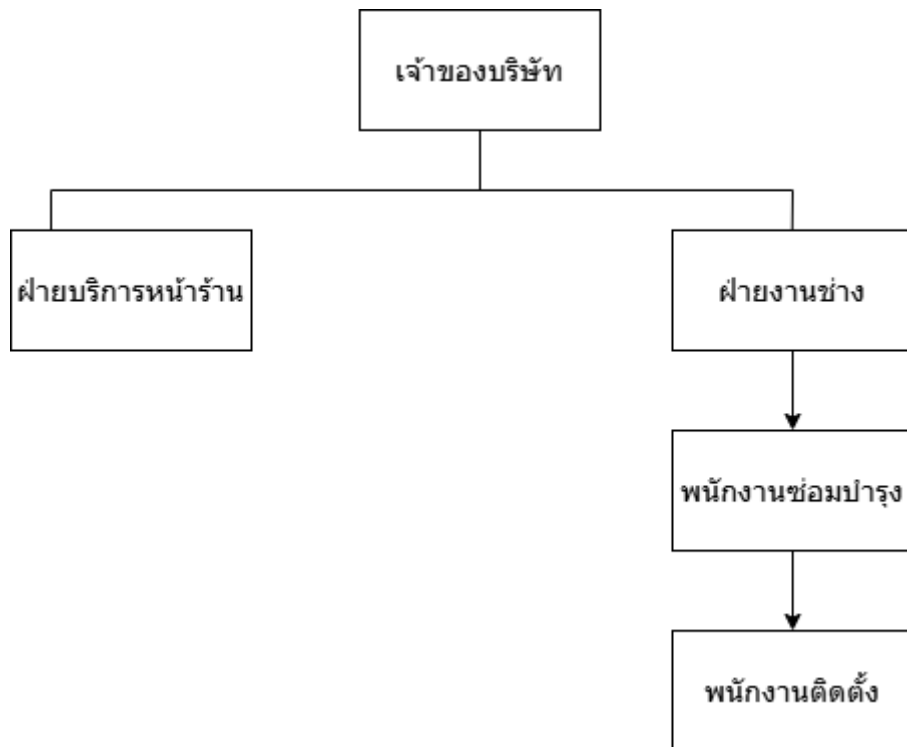 เจ้าของบริษัท
ฝ่ายบริการหน้าร้าน
ฝ่ายงานช่าง
พนักงานซ่อมบำรุง
พนักงานติดตั้ง